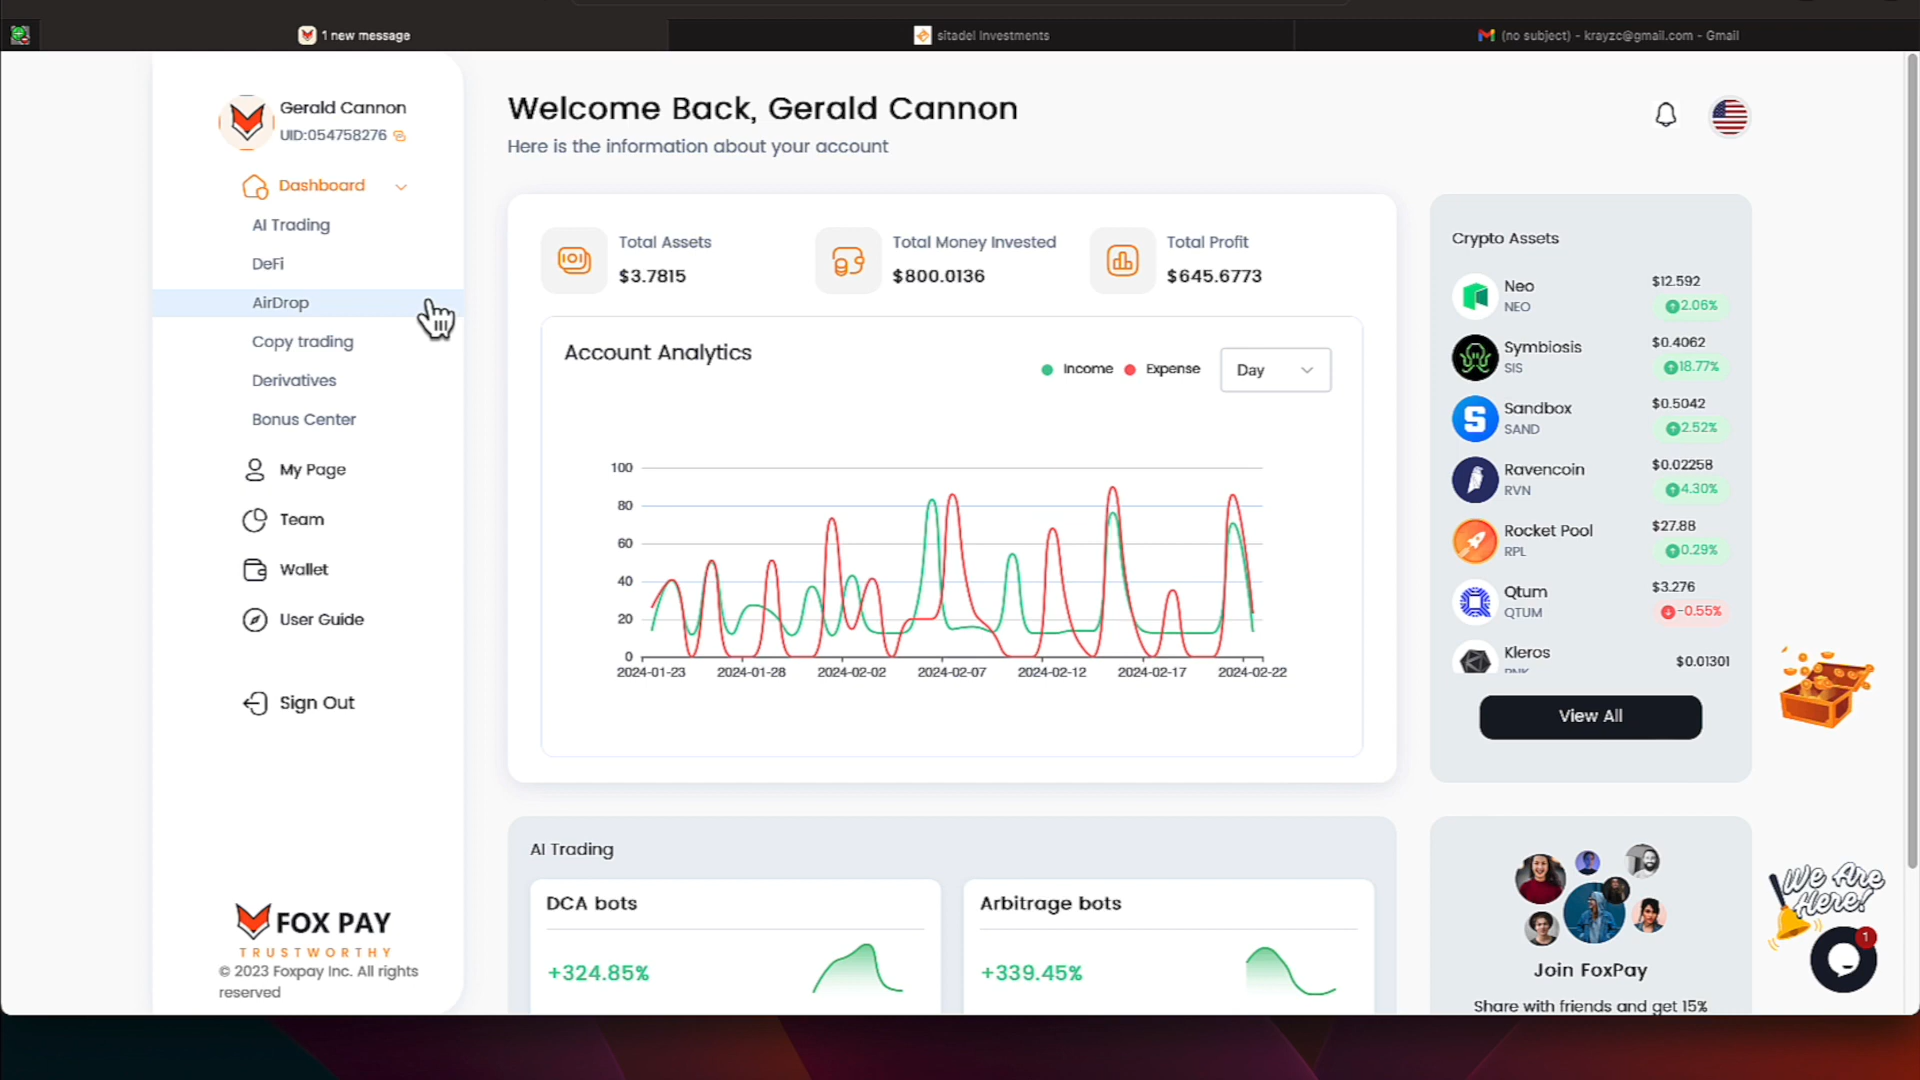 1 new message
sitadel Investments
(no subject) - krayzc@gmail.com - Gmail
Gerald Cannon
UID:054758276
Dashboard
AI Trading
DeFi
AirDrop
Copy trading
Derivatives
Bonus Center
My Page
Team
Wallet
User Guide
Sign Out
FOX PAY
TRUSTWORTHY
© 2023 Foxpay Inc. All rights
reserved
Welcome Back, Gerald Cannon
Here is the information about your account
Total Assets
$3.7815
Total Money Invested
$800.0136
Total Profit
$645.6773
Account Analytics
Income
Expense
Day
100
80
60
40
20
0
2024-01-23
2024-01-28
2024-02-02
2024-02-07
2024-02-12
2024-02-17
2024-02-22
AI Trading
DCA bots
+324.85%
Arbitrage bots
+339.45%
Crypto Assets
Neo
NEO
$12.592
2.06%
Symbiosis
SIS
$0.4062
18.77%
Sandbox
SAND
$0.5042
2.52%
Ravencoin
RVN
$0.02258
4.30%
Rocket Pool
RPL
$27.88
0.29%
Qtum
QTUM
$3.276
-0.55%
Kleros
$0.01301
View All
Join FoxPay
Share with friends and get 15%
We Are
Here!
1